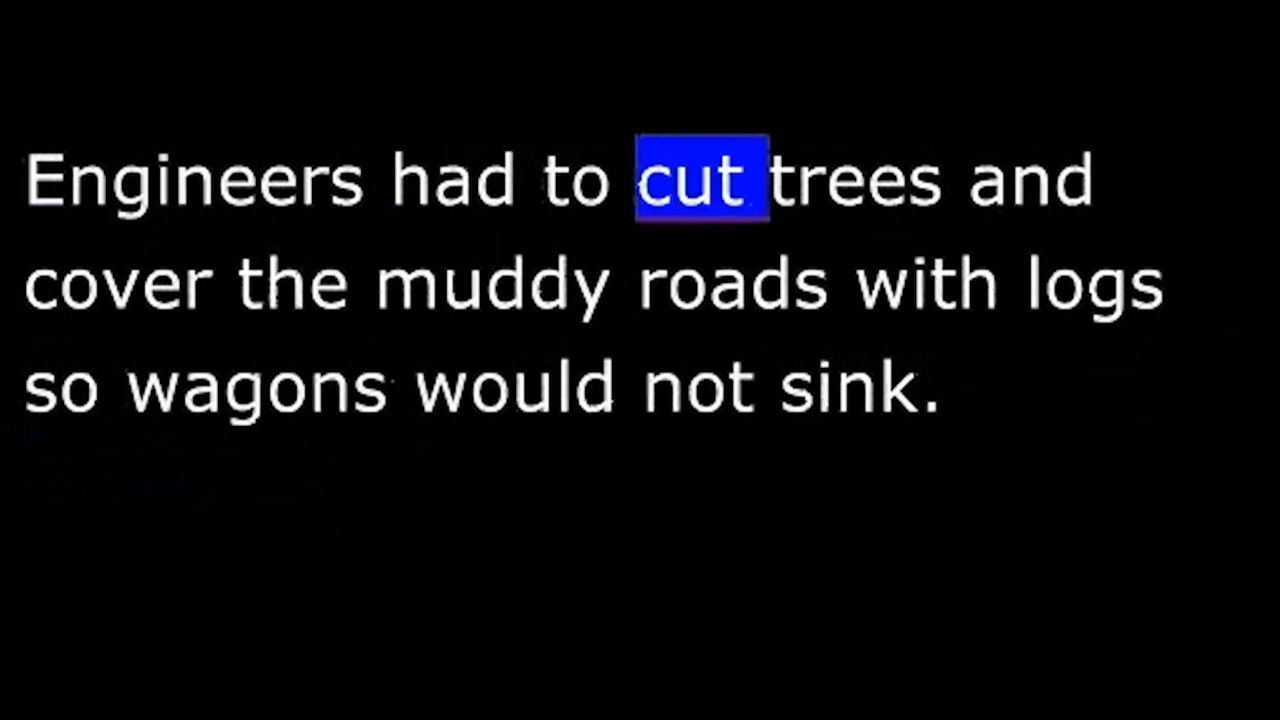 Engineers had to cut trees and
cover the muddy roads with logs
so wagons would not sink.